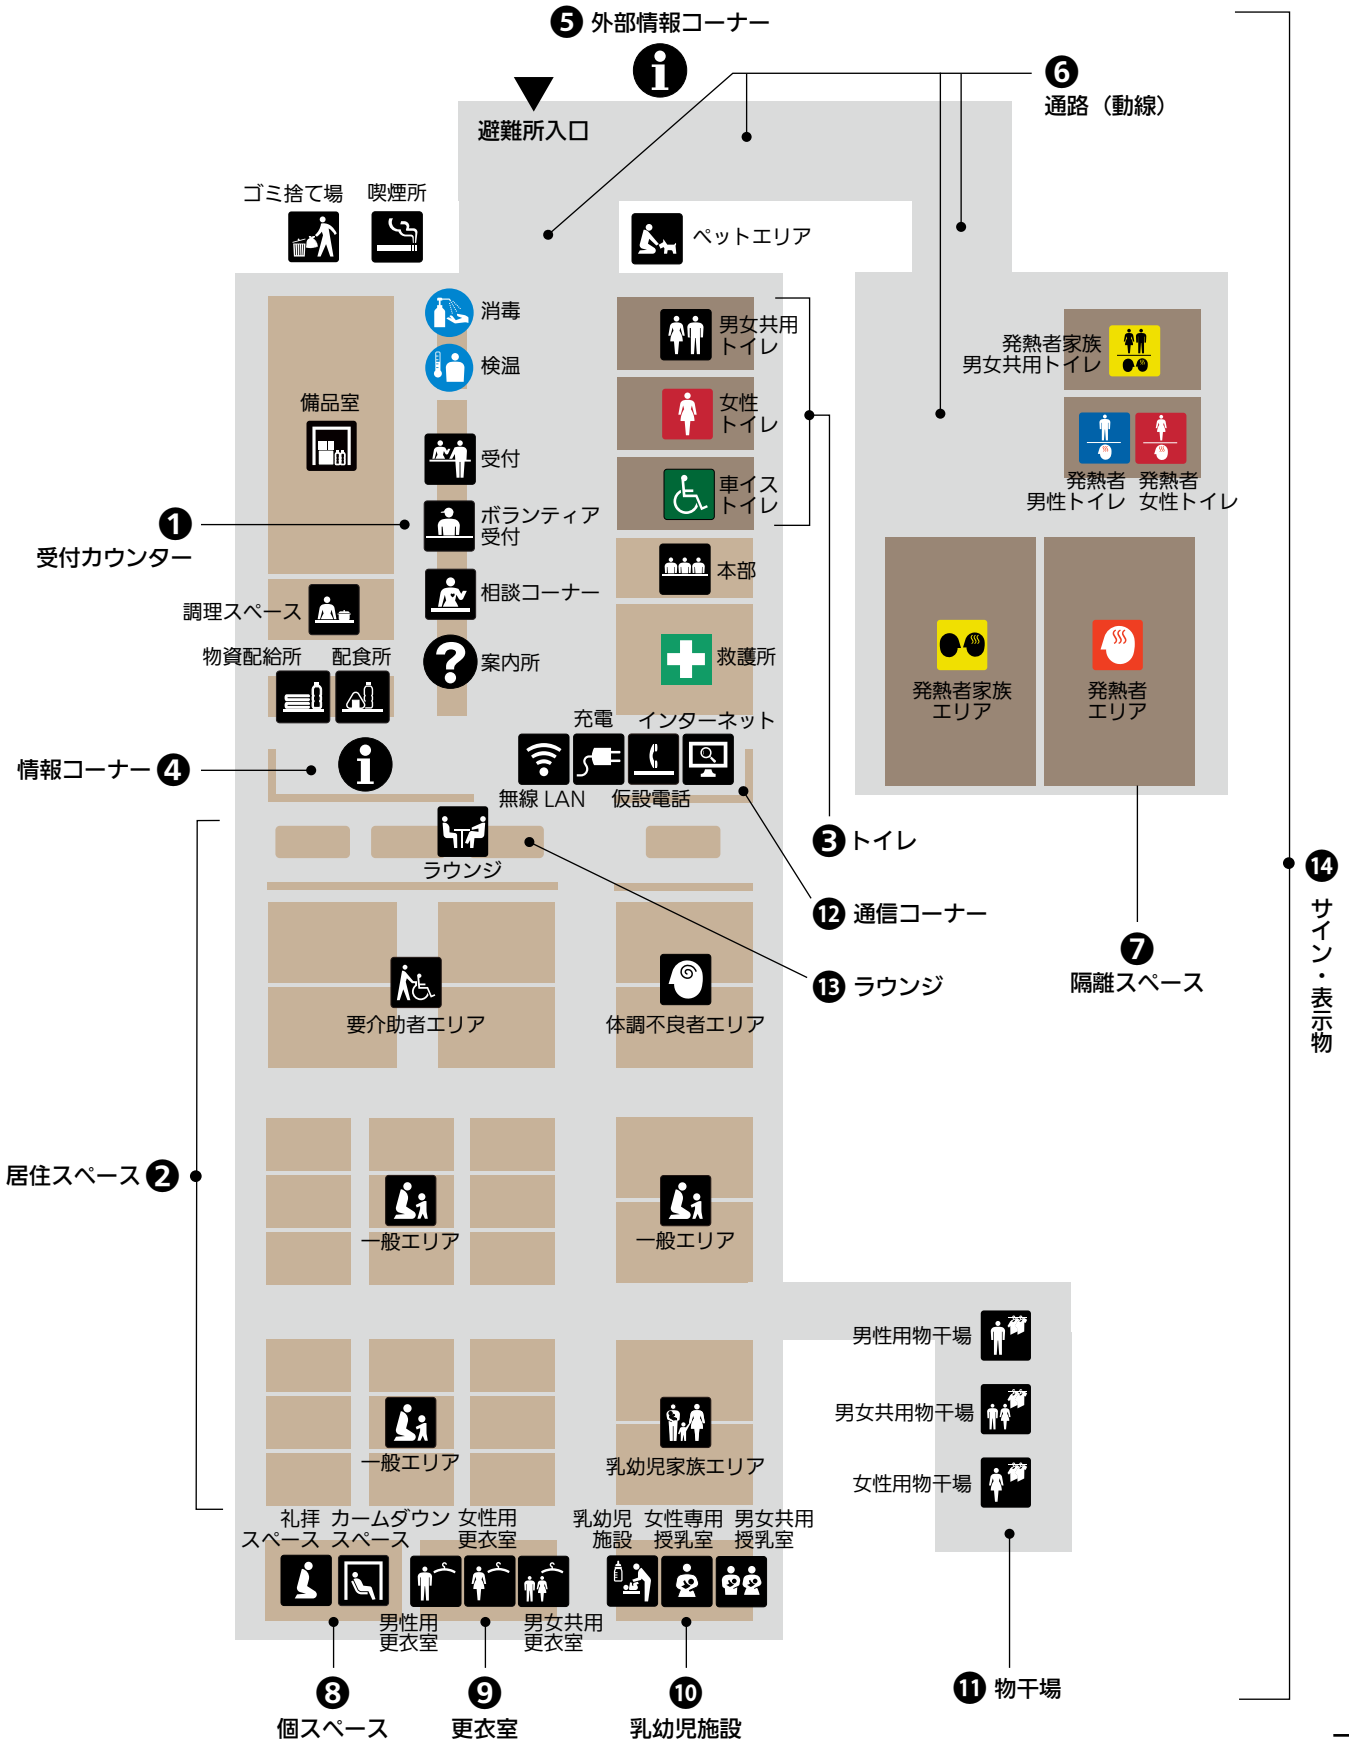 ❺ 外部情報コーナー
❻
通路（動線）
避難所入口
ゴミ捨て場
喫煙所
ペットエリア
消毒
検温
備品室
受付
ボランティア
受付
❶
受付カウンター
相談コーナー
調理スペース
物資配給所
配食所
案内所
男女共用
トイレ
女性
トイレ
車イス
トイレ
本部
救護所
発熱者家族
男女共用トイレ
発熱者
男性トイレ
発熱者
女性トイレ
発熱者家族
エリア
発熱者
エリア
充電
インターネット
無線 LAN
仮設電話
情報コーナー ❹
ラウンジ
❸ トイレ
⓬ 通信コーナー
⓭ ラウンジ
❼
隔離スペース
⓮
サイン・表示物
要介助者エリア
体調不良者エリア
居住スペース ❷
一般エリア
一般エリア
一般エリア
乳幼児家族エリア
男性用物干場
男女共用物干場
女性用物干場
⓫ 物干場
礼拝
スペース
カームダウン
スペース
女性用
更衣室
男性用
更衣室
男女共用
更衣室
乳幼児
施設
女性専用
授乳室
男女共用
授乳室
❽
個スペース
❾
更衣室
❿
乳幼児施設